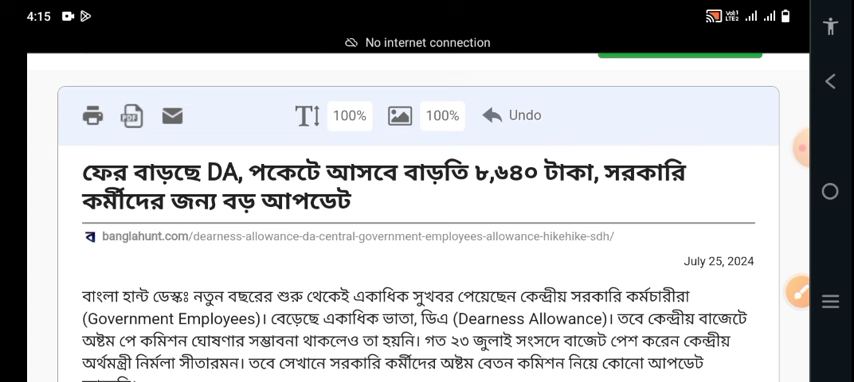 4:15
VoD1
LTE2
No internet connection
PDF
100%
100%
Undo
ফের বাড়ছে DA, পকেটে আসবে বাড়তি ৮,৬৪০ টাকা, সরকারি
কর্মীদের জন্য বড় আপডেট
banglahunt.com/dearness-allowance-da-central-government-employees-allowance-hikehike-sdh/
July 25, 2024
বাংলা হান্ট ডেস্কঃ নতুন বছরের শুরু থেকেই একাধিক সুখবর পেয়েছেন কেন্দ্রীয় সরকারি কর্মচারীরা
(Government Employees)। বেড়েছে একাধিক ভাতা, ডিএ (Dearness Allowance)। তবে কেন্দ্রীয় বাজেটে
অষ্টম পে কমিশন ঘোষণার সম্ভাবনা থাকলেও তা হয়নি। গত ২৩ জুলাই সংসদে বাজেট পেশ করেন কেন্দ্রীয়
অর্থমন্ত্রী নির্মলা সীতারমন। তবে সেখানে সরকারি কর্মীদের অষ্টম বেতন কমিশন নিয়ে কোনো আপডেট